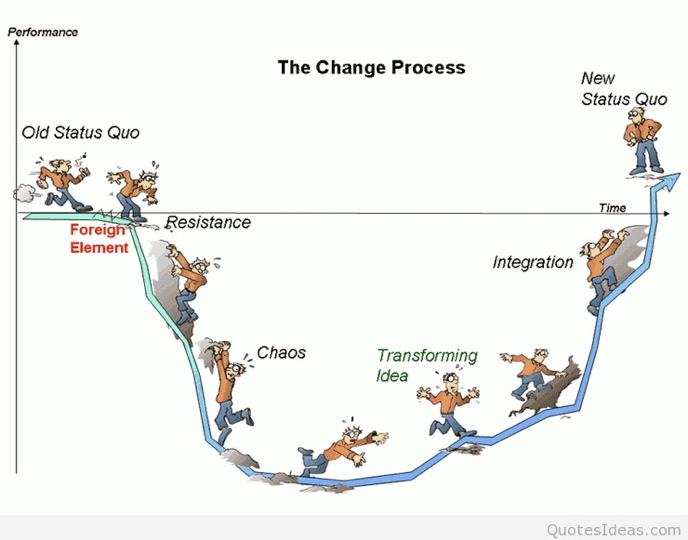 Performance
The Change Process
New
Status Quo
Old Status Quo
Time
Foreign
Element
Resistance
Integration
Chaos
Transforming
Idea
QuotesIdeas.com